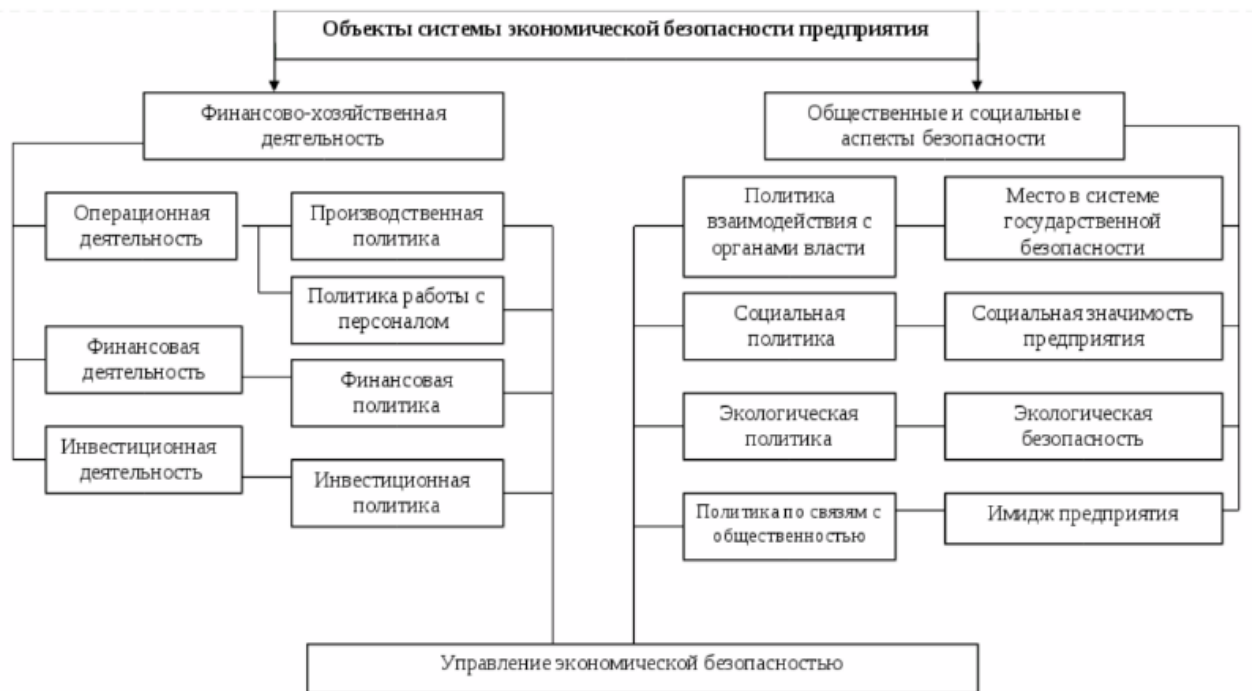 Объекты системы экономической безопасности предприятия
Финансово-хозяйственная
деятельность
Общественные и социальные
аспекты безопасности
Операционная
деятельность
Производственная
политика
Политика
взаимодействия с
органами власти
Место в системе
государственной
безопасности
Политика работы с
персоналом
Социальная
политика
Социальная значимость
предприятия
Финансовая
деятельность
Финансовая
политика
Экологическая
политика
Экологическая
безопасность
Инвестиционная
деятельность
Инвестиционная
политика
Политика по связям с
общественностью
Имидж предприятия
Управление экономической безопасностью